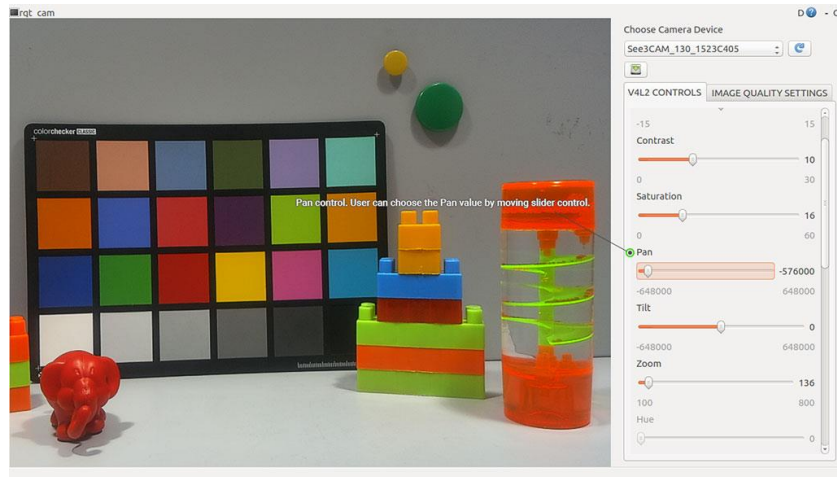 rqt_cam
D
Choose Camera Device
See3CAM_130_1523C405
V4L2 CONTROLS
IMAGE QUALITY SETTINGS
-15 15
Contrast
10
0 30
colorchecker CLASSIC
Saturation
Pan control. User can choose the Pan value by moving slider control.
16
0 60
Pan
-576000
-648000 648000
Tilt
0
-648000 648000
Zoom
136
100 800
Hue
0